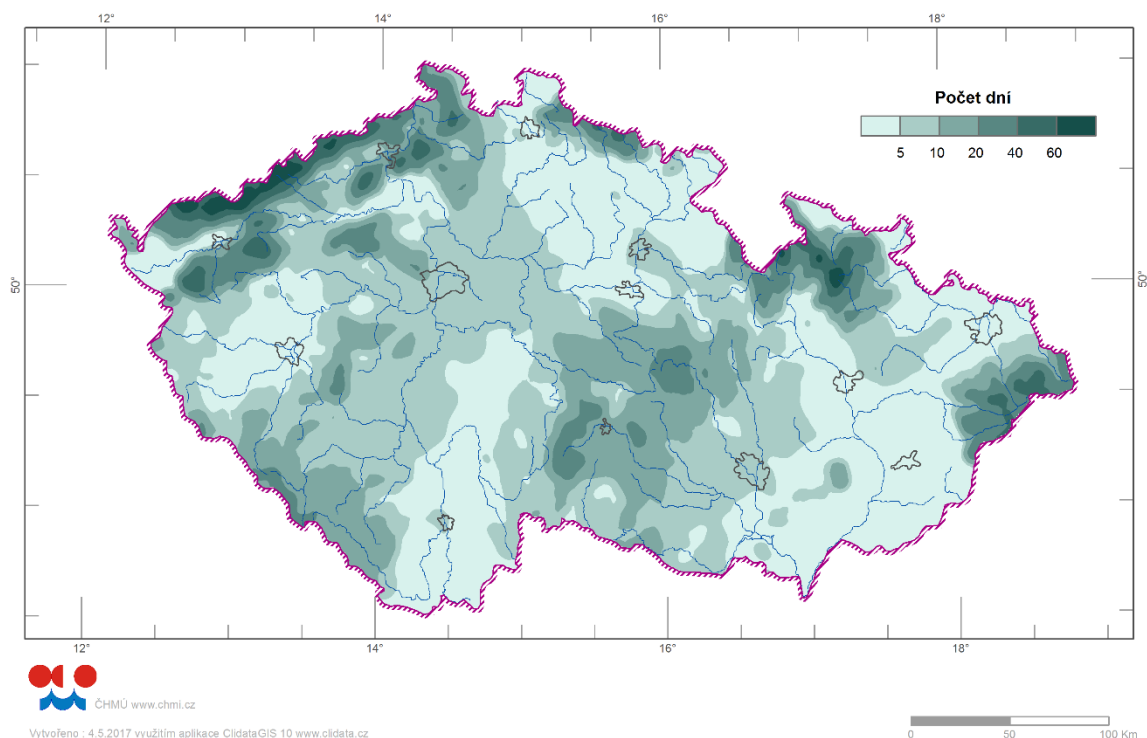 12° 14° 16° 18°
Počet dní
5 10 20 40 60
50° 50°
12° 14° 16° 18°
ČHMÚ www.chmi.cz
Vytvořeno : 4.5.2017 využitím aplikace ClidataGIS 10 www.clidata.cz
0 50 100 Km